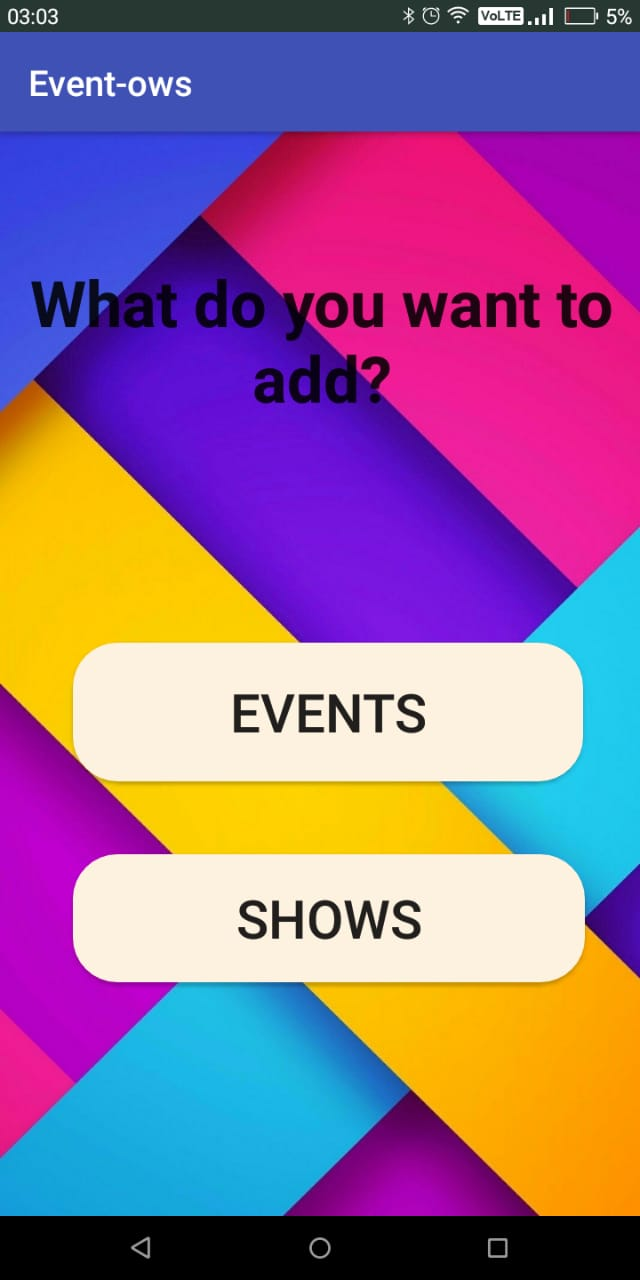 03:03 VoLTE 5%
Event-ows
What do you want to
add?
EVENTS
SHOWS